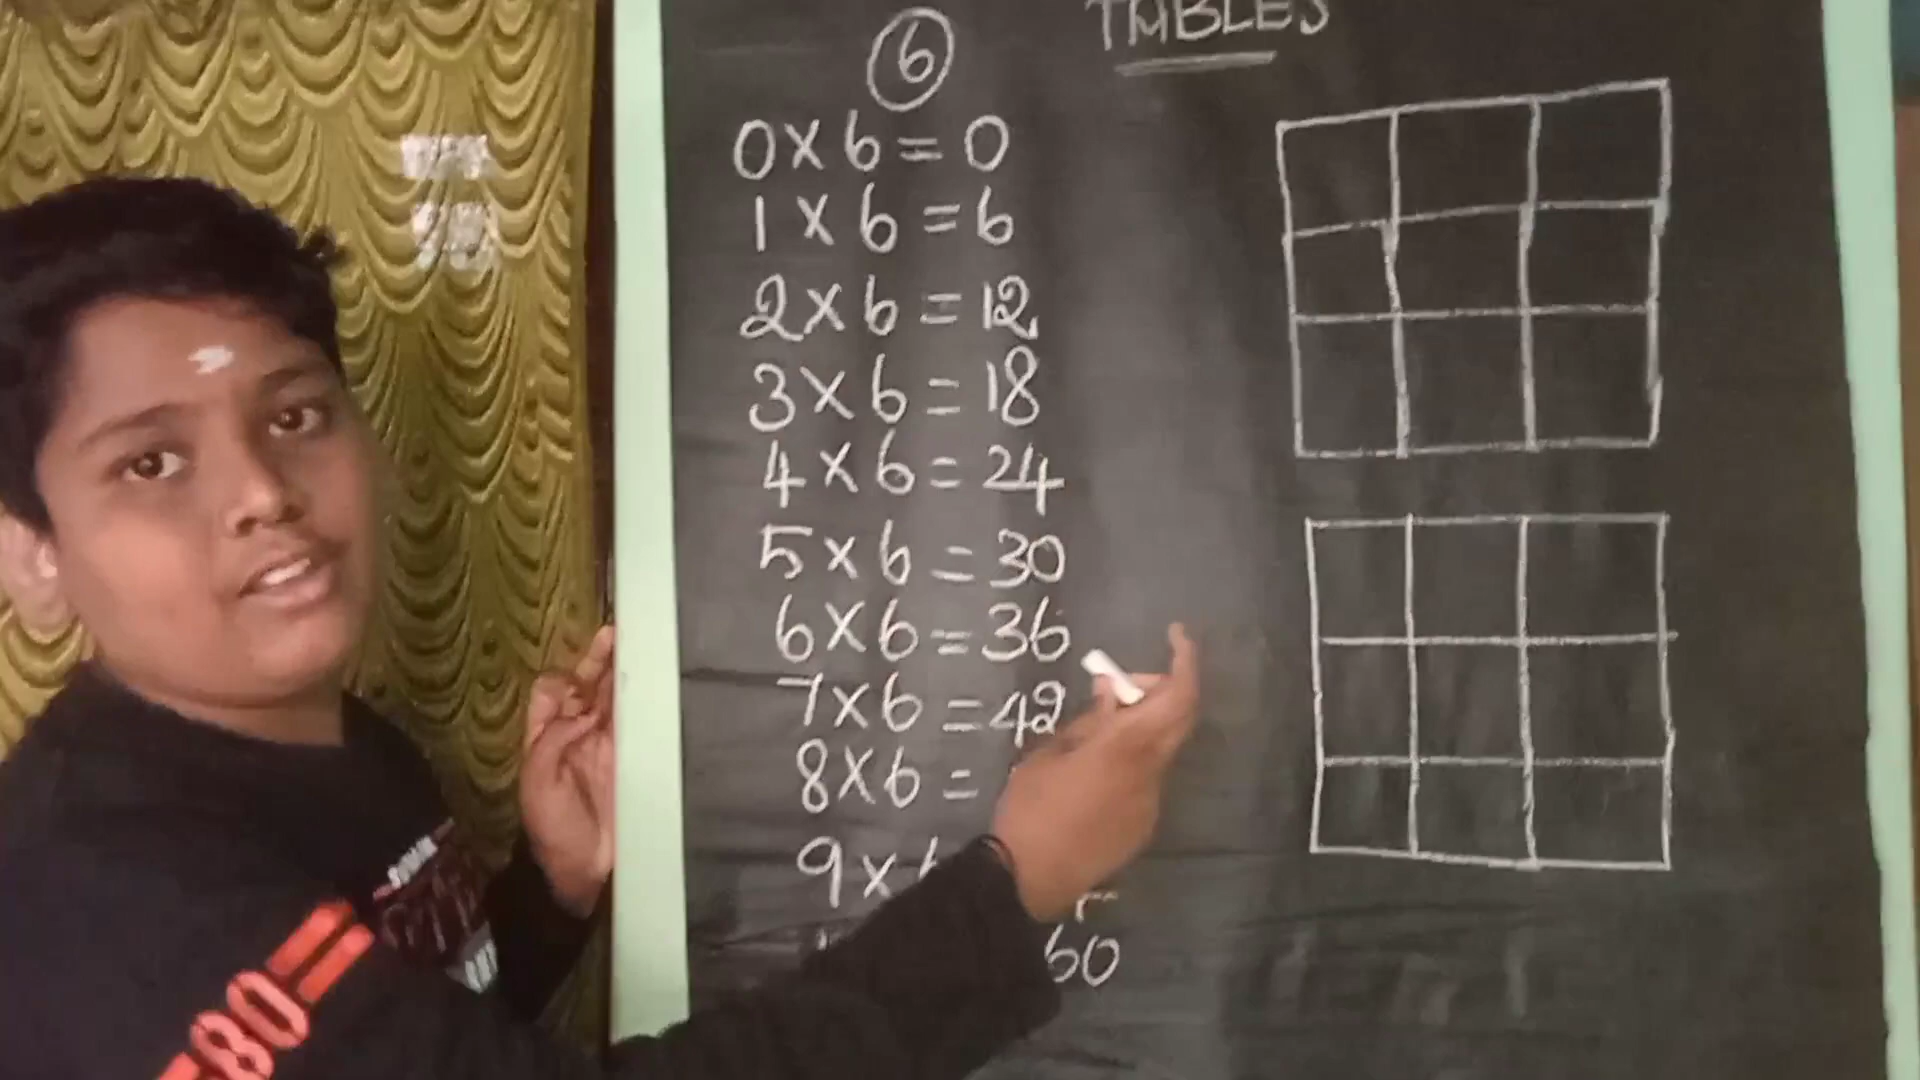 TABLES
6
0 x 6 = 0
1 x 6 = 6
2 x 6 = 12
3 x 6 = 18
4 x 6 = 24
5 x 6 = 30
6 x 6 = 36
7 x 6 = 42
8 x 6 =
9 x
60
80